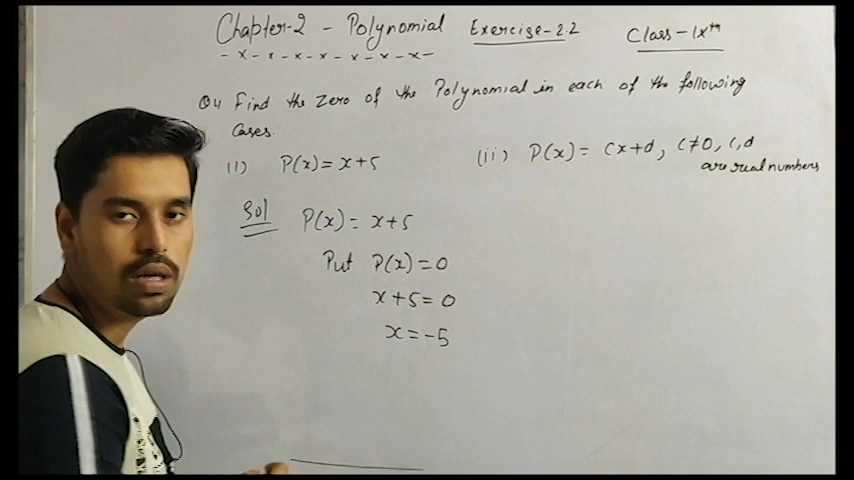 Chapter-2 - Polynomial Exercise-2.2 Class-IXth
-x-x-x-x-x-x-x-
Q4 Find the zero of the Polynomial in each of the following
Cases.
(i) P(x)= x+5 (ii) P(x)= cx+d, c≠0, c,d
are real numbers
Sol P(x)= x+5
Put P(x)=0
x+5=0
x=-5